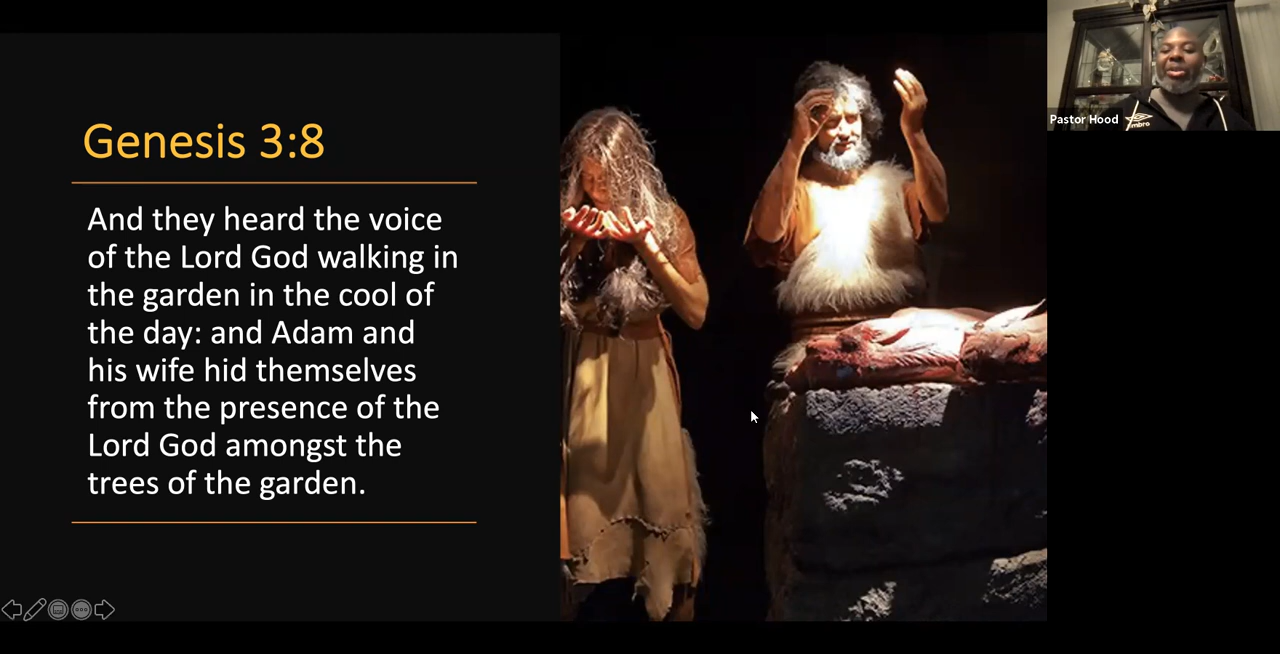 Genesis 3:8
And they heard the voice
of the Lord God walking in
the garden in the cool of
the day: and Adam and
his wife hid themselves
from the presence of the
Lord God amongst the
trees of the garden.
Pastor Hood
umbro